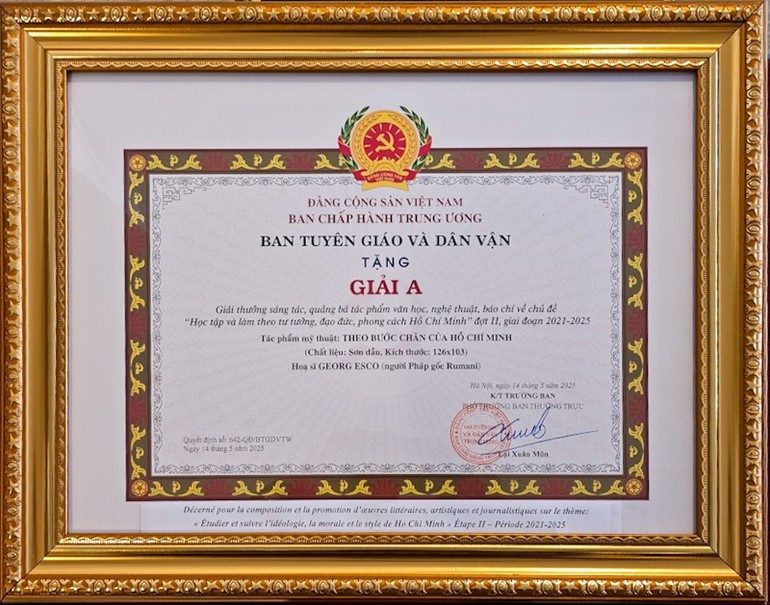 ĐẢNG CỘNG SẢN VIỆT NAM
ĐẢNG CỘNG SẢN VIỆT NAM
BAN CHẤP HÀNH TRUNG ƯƠNG
BAN TUYÊN GIÁO VÀ DÂN VẬN
TẶNG
GIẢI A
Giải thưởng sáng tác, quảng bá tác phẩm văn học, nghệ thuật, báo chí về chủ đề
“Học tập và làm theo tư tưởng, đạo đức, phong cách Hồ Chí Minh” đợt II, giai đoạn 2021-2025
Tác phẩm mỹ thuật: THEO BƯỚC CHÂN CỦA HỒ CHÍ MINH
(Chất liệu: Sơn dầu, Kích thước: 126x103)
Hoạ sĩ GEORG ESCO (người Pháp gốc Rumani)
Hà Nội, ngày 14 tháng 5 năm 2025
K/T TRƯỞNG BAN
PHÓ TRƯỞNG BAN THƯỜNG TRỰC
Lại Xuân Môn
Quyết định số: 642-QĐ/BTGDVTW
Ngày 14 tháng 5 năm 2025
Décerné pour la composition et la promotion d’œuvres littéraires, artistiques et journalistiques sur le thème:
« Étudier et suivre l’idéologie, la morale et le style de Ho Chi Minh » Étape II – Période 2021-2025